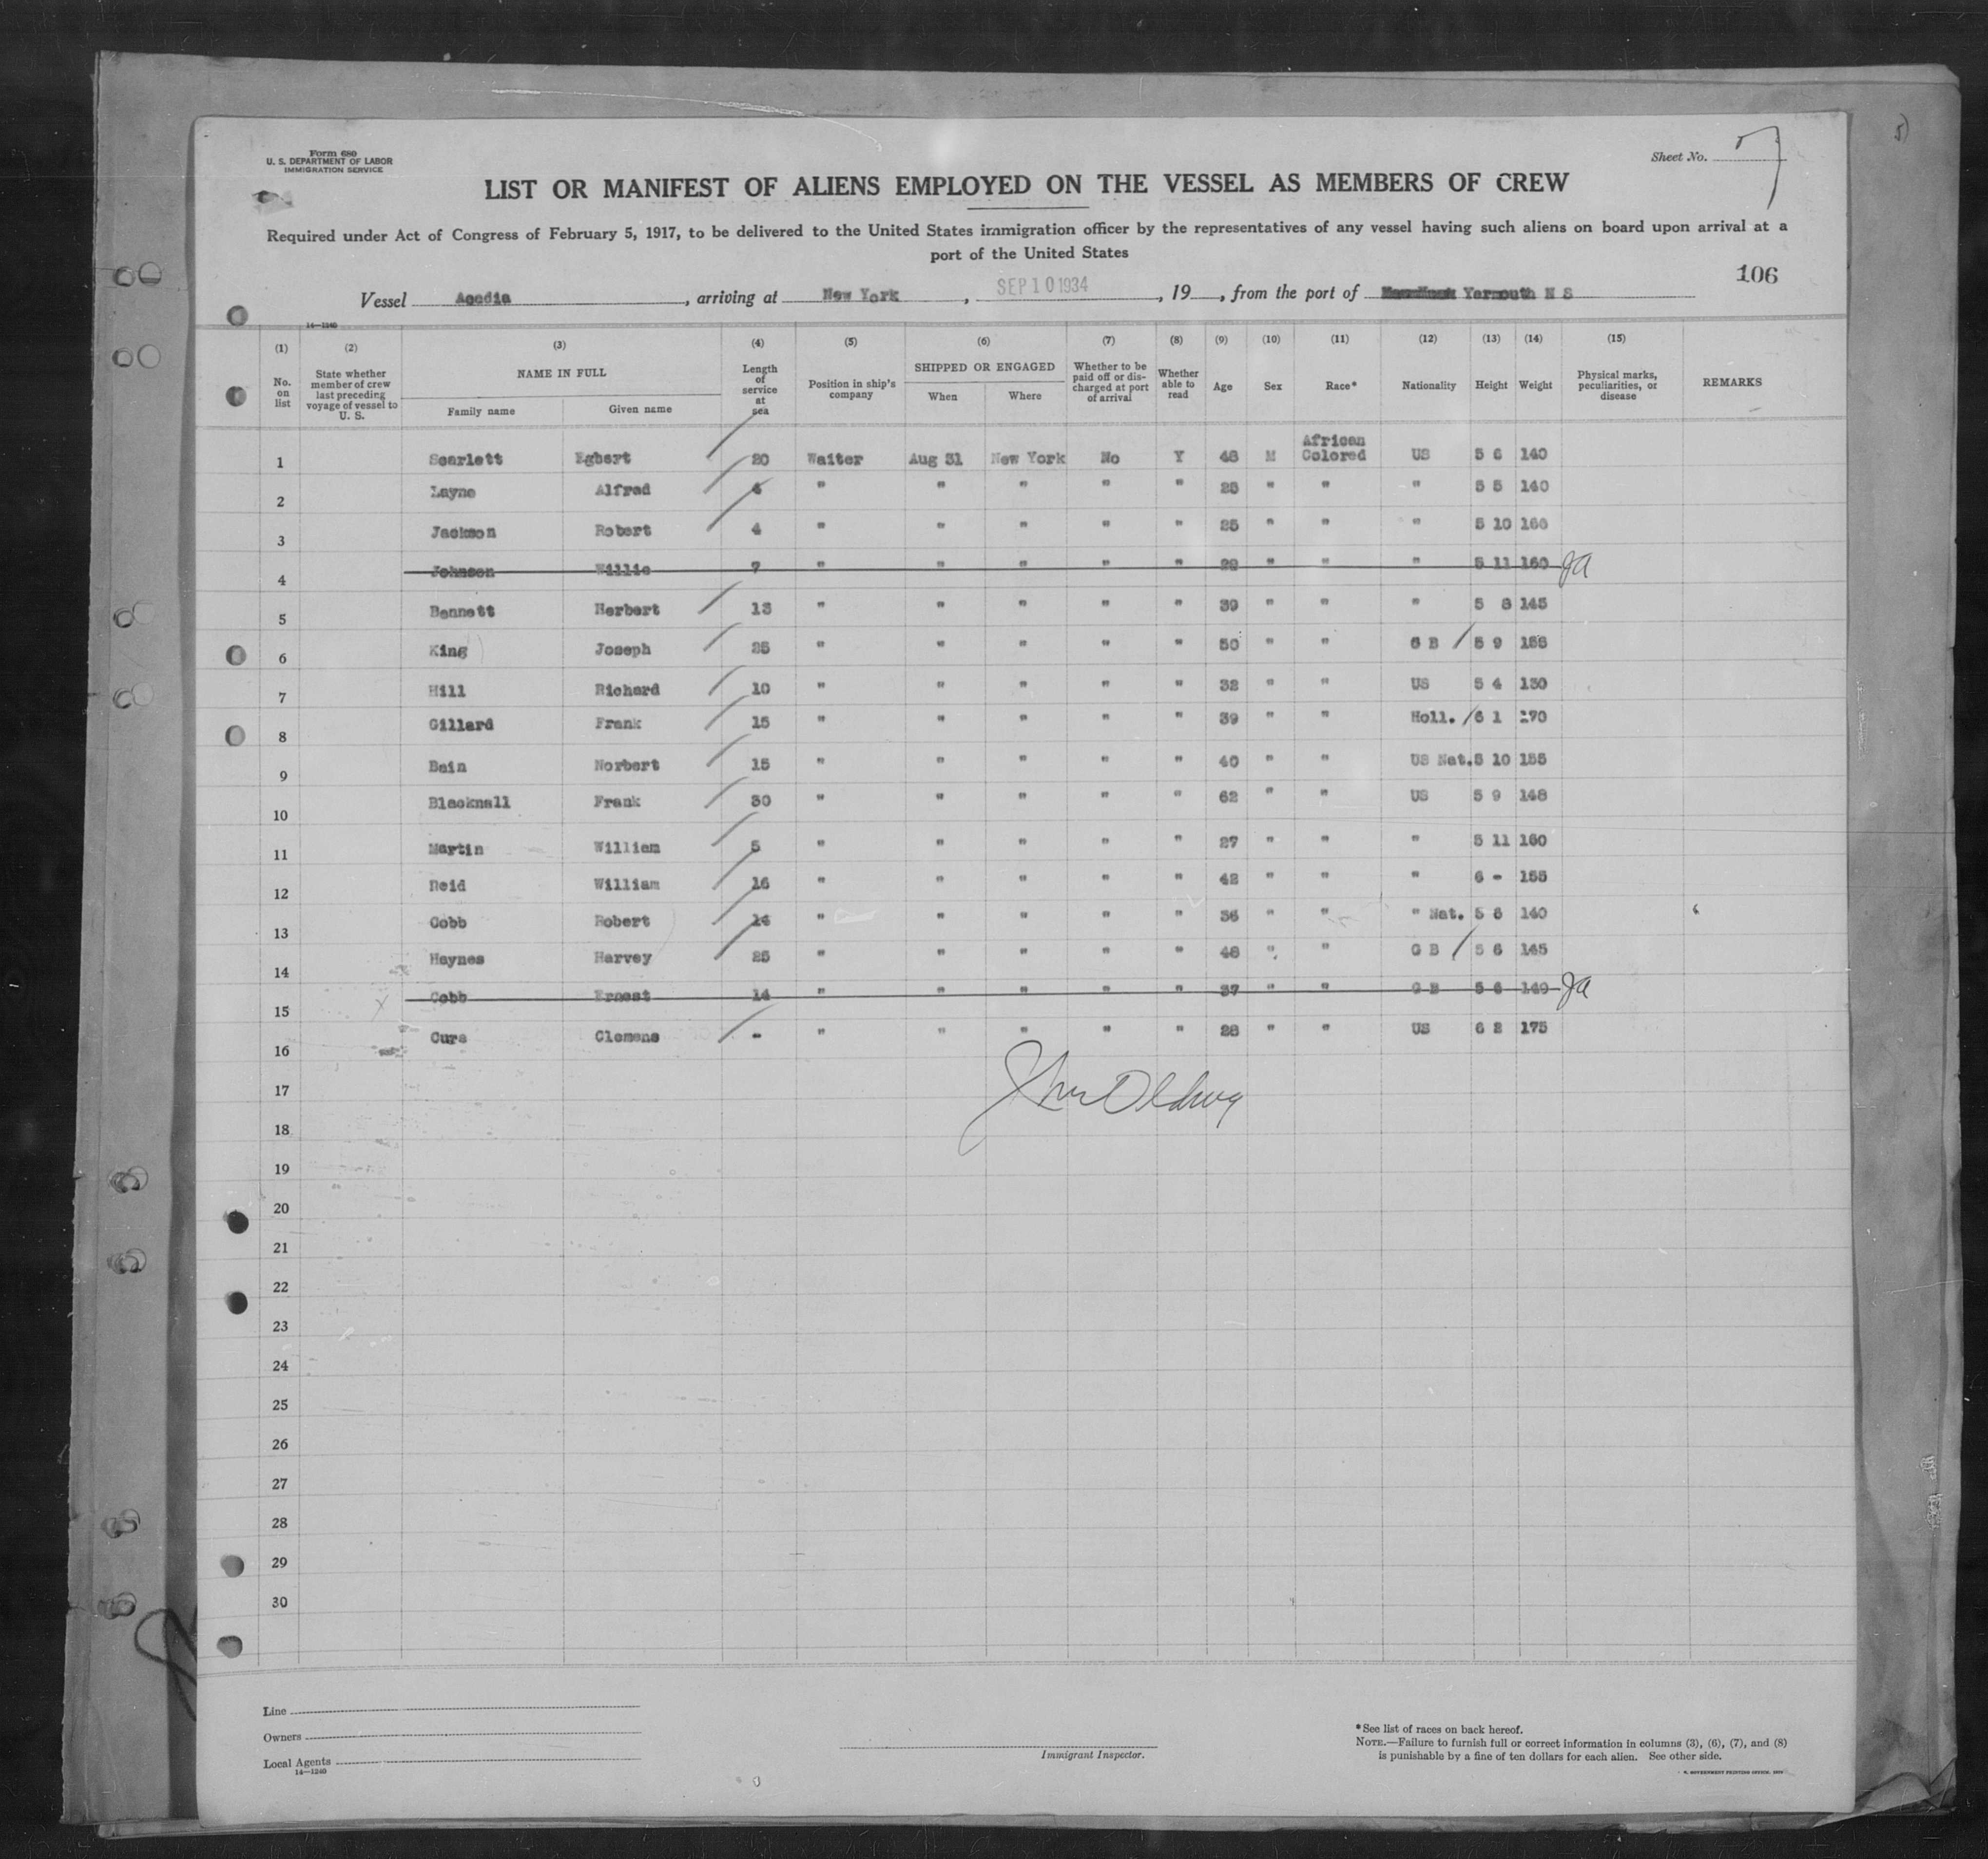 Form 680
U. S. DEPARTMENT OF LABOR
IMMIGRATION SERVICE
Sheet No.
LIST OR MANIFEST OF ALIENS EMPLOYED ON THE VESSEL AS MEMBERS OF CREW
Required under Act of Congress of February 5, 1917, to be delivered to the United States immigration officer by the representatives of any vessel having such aliens on board upon arrival at a
port of the United States
106
Vessel Acadia, arriving at New York, SEP 10 1934, 19, from the port of Yarmouth N S
14—1240
(1) No. on list
(2) State whether member of crew last preceding voyage of vessel to U. S.
(3) NAME IN FULL Family name Given name
(4) Length of service at sea
(5) Position in ship's company
(6) SHIPPED OR ENGAGED When Where
(7) Whether to be paid off or discharged at port of arrival
(8) Whether able to read
(9) Age
(10) Sex
(11) Race*
(12) Nationality
(13) Height
(14) Weight
(15) Physical marks, peculiarities, or disease
REMARKS
1 Scarlett Egbert 20 Waiter Aug 31 New York No Y 48 M African Colored US 5 6 140
2 Layne Alfred " " " " " 25 " " " 5 5 140
3 Jackson Robert 4 " " " " " 25 " " " 5 10 166
4 Johnson Willie 7 " " " " " 29 " " " 5 11 160 JA
5 Bennett Herbert 13 " " " " " 39 " " " 5 8 145
6 King Joseph 25 " " " " " 50 " " G B 5 9 155
7 Hill Richard 10 " " " " " 32 " " US 5 4 130
8 Gillard Frank 15 " " " " " 39 " " Holl. 6 1 170
9 Bain Norbert 15 " " " " " 40 " " US Nat. 5 10 155
10 Blacknall Frank 30 " " " " " 62 " " US 5 9 148
11 Martin William 5 " " " " " 27 " " " 5 11 160
12 Reid William 16 " " " " " 42 " " " 6 - 155
13 Cobb Robert 14 " " " " " 36 " " " Nat. 5 6 140
14 Haynes Harvey 25 " " " " " 48 " " G B 5 6 145
15 Cobb Ernest 14 " " " " " 37 " " G B 5 6 149 JA
16 Cura Clemens - " " " " " 28 " " US 6 2 175
17
18
19
20
21
22
23
24
25
26
27
28
29
30
Line
Owners
Local Agents
14—1240
Immigrant Inspector.
*See list of races on back hereof.
NOTE.—Failure to furnish full or correct information in columns (3), (6), (7), and (8)
is punishable by a fine of ten dollars for each alien. See other side.